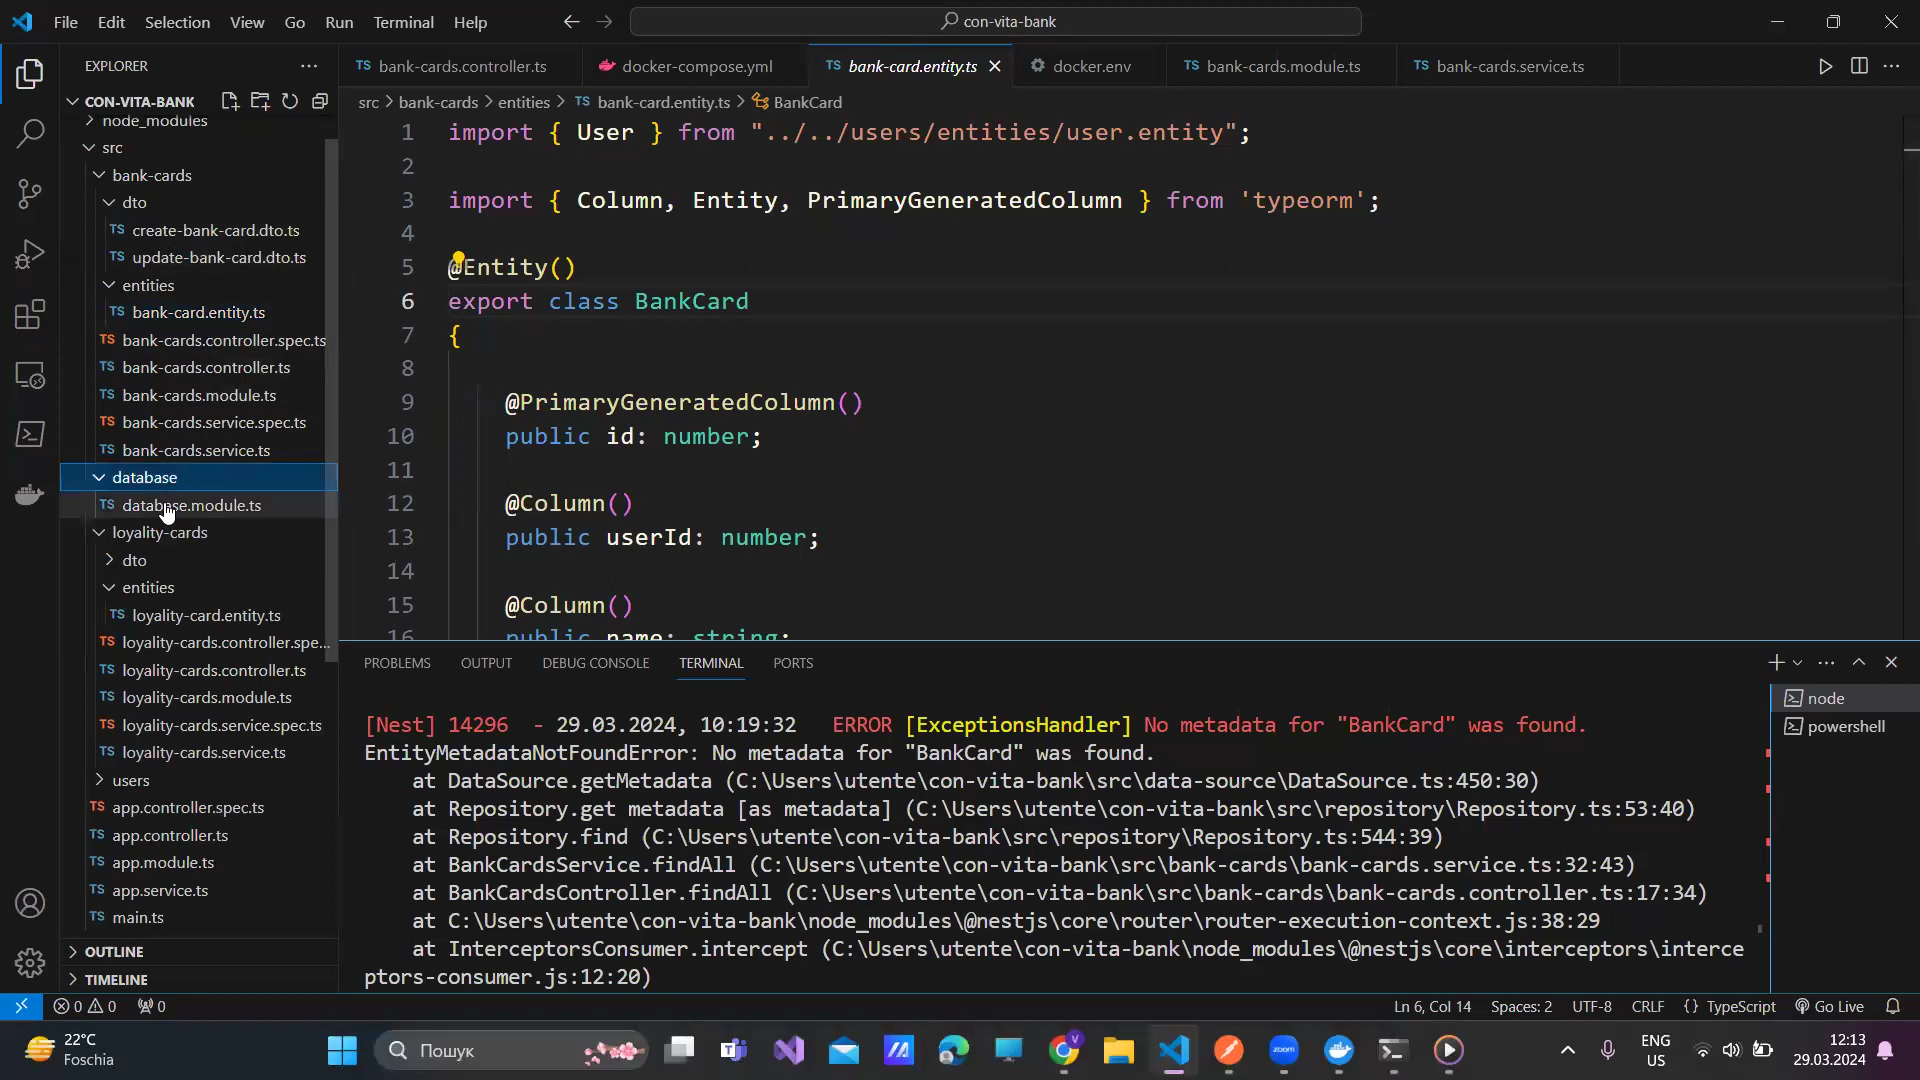 File Edit Selection View Go Run Terminal Help
con-vita-bank
EXPLORER
CON-VITA-BANK
node_modules
src
bank-cards
dto
TS create-bank-card.dto.ts
TS update-bank-card.dto.ts
entities
TS bank-card.entity.ts
TS bank-cards.controller.spec.ts
TS bank-cards.controller.ts
TS bank-cards.module.ts
TS bank-cards.service.spec.ts
TS bank-cards.service.ts
database
TS database.module.ts
loyality-cards
dto
entities
TS loyality-card.entity.ts
TS loyality-cards.controller.spe...
TS loyality-cards.controller.ts
TS loyality-cards.module.ts
TS loyality-cards.service.spec.ts
TS loyality-cards.service.ts
users
TS app.controller.spec.ts
TS app.controller.ts
TS app.module.ts
TS app.service.ts
TS main.ts
OUTLINE
TIMELINE
TS bank-cards.controller.ts docker-compose.yml TS bank-card.entity.ts docker.env TS bank-cards.module.ts TS bank-cards.service.ts
src > bank-cards > entities > TS bank-card.entity.ts > BankCard
1 import { User } from "../../users/entities/user.entity";
2
3 import { Column, Entity, PrimaryGeneratedColumn } from 'typeorm';
4
5 @Entity()
6 export class BankCard
7 {
8
9 @PrimaryGeneratedColumn()
10 public id: number;
11
12 @Column()
13 public userId: number;
14
15 @Column()
16 public name: string;
PROBLEMS OUTPUT DEBUG CONSOLE TERMINAL PORTS
[Nest] 14296 - 29.03.2024, 10:19:32 ERROR [ExceptionsHandler] No metadata for "BankCard" was found.
EntityMetadataNotFoundError: No metadata for "BankCard" was found.
at DataSource.getMetadata (C:\Users\utente\con-vita-bank\src\data-source\DataSource.ts:450:30)
at Repository.get metadata [as metadata] (C:\Users\utente\con-vita-bank\src\repository\Repository.ts:53:40)
at Repository.find (C:\Users\utente\con-vita-bank\src\repository\Repository.ts:544:39)
at BankCardsService.findAll (C:\Users\utente\con-vita-bank\src\bank-cards\bank-cards.service.ts:32:43)
at BankCardsController.findAll (C:\Users\utente\con-vita-bank\src\bank-cards\bank-cards.controller.ts:17:34)
at C:\Users\utente\con-vita-bank\node_modules\@nestjs\core\router\router-execution-context.js:38:29
at InterceptorsConsumer.intercept (C:\Users\utente\con-vita-bank\node_modules\@nestjs\core\interceptors\interce
ptors-consumer.js:12:20)
node
powershell
0 0 0 Ln 6, Col 14 Spaces: 2 UTF-8 CRLF {} TypeScript Go Live
22°C
Foschia
Пошук
zoom
ENG
US
12:13
29.03.2024